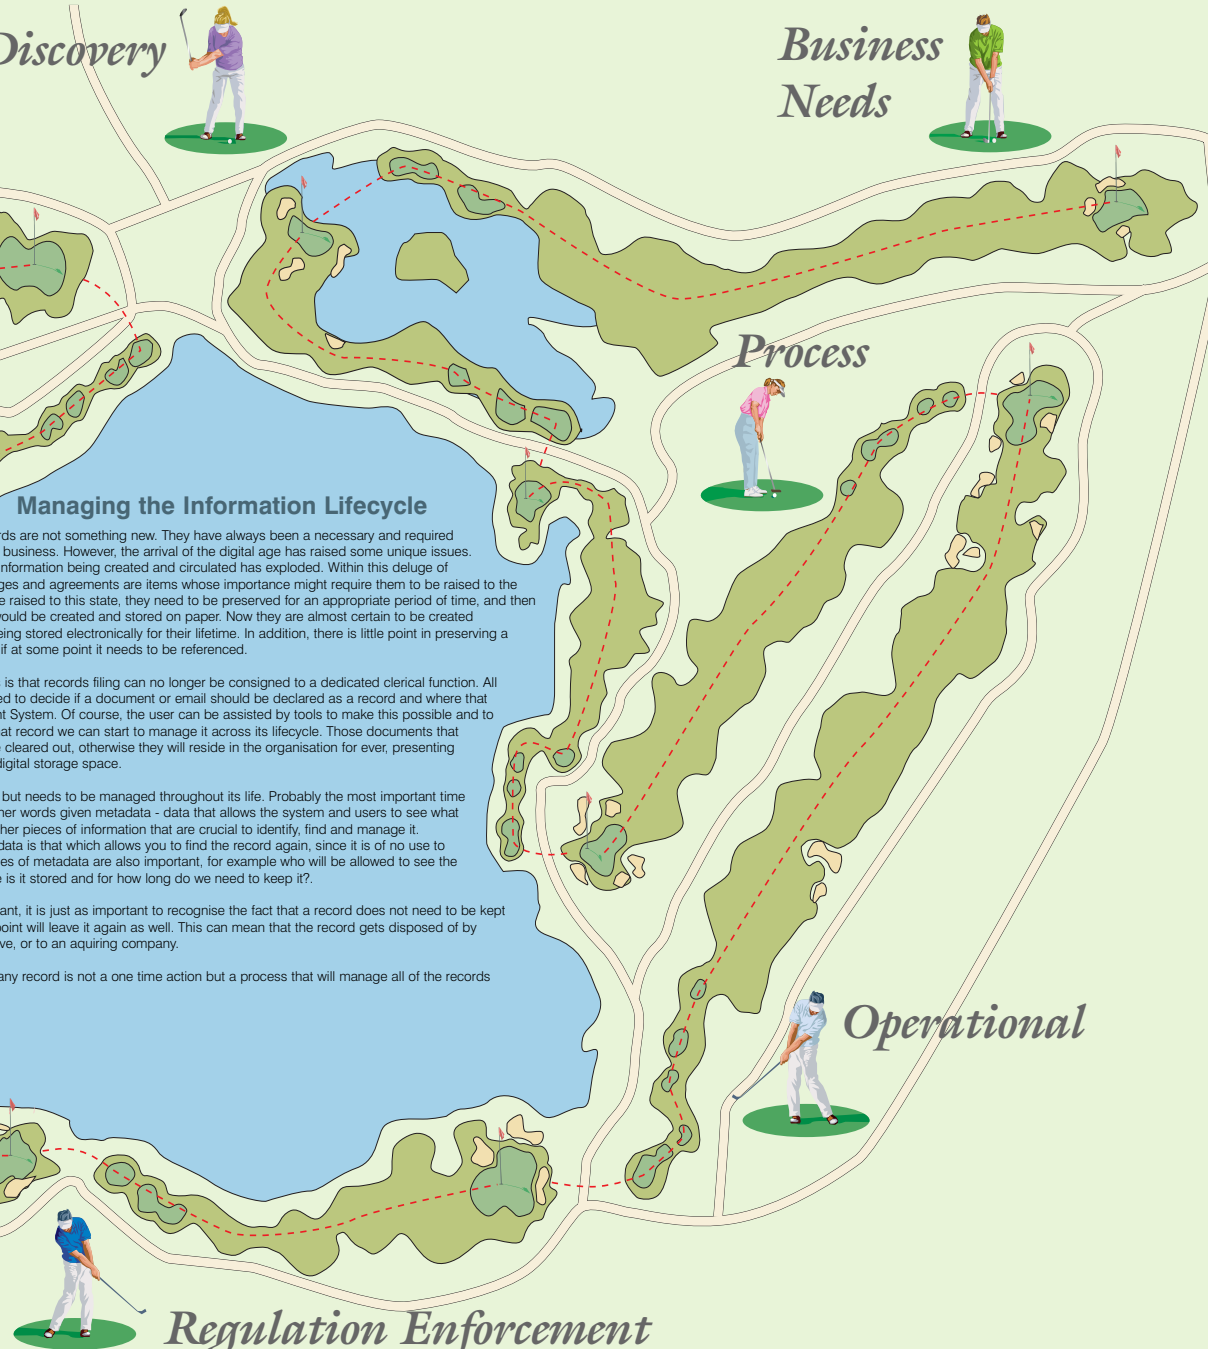 Discovery
Business
Needs
Process
Managing the Information Lifecycle
rds are not something new. They have always been a necessary and required
business. However, the arrival of the digital age has raised some unique issues.
nformation being created and circulated has exploded. Within this deluge of
ges and agreements are items whose importance might require them to be raised to the
e raised to this state, they need to be preserved for an appropriate period of time, and then
ould be created and stored on paper. Now they are almost certain to be created
eing stored electronically for their lifetime. In addition, there is little point in preserving a
if at some point it needs to be referenced.
is that records filing can no longer be consigned to a dedicated clerical function. All
ed to decide if a document or email should be declared as a record and where that
nt System. Of course, the user can be assisted by tools to make this possible and to
at record we can start to manage it across its lifecycle. Those documents that
cleared out, otherwise they will reside in the organisation for ever, presenting
digital storage space.
but needs to be managed throughout its life. Probably the most important time
her words given metadata - data that allows the system and users to see what
her pieces of information that are crucial to identify, find and manage it.
data is that which allows you to find the record again, since it is of no use to
es of metadata are also important, for example who will be allowed to see the
e is it stored and for how long do we need to keep it?.
ant, it is just as important to recognise the fact that a record does not need to be kept
point will leave it again as well. This can mean that the record gets disposed of by
ve, or to an aquiring company.
any record is not a one time action but a process that will manage all of the records
Operational
Regulation Enforcement